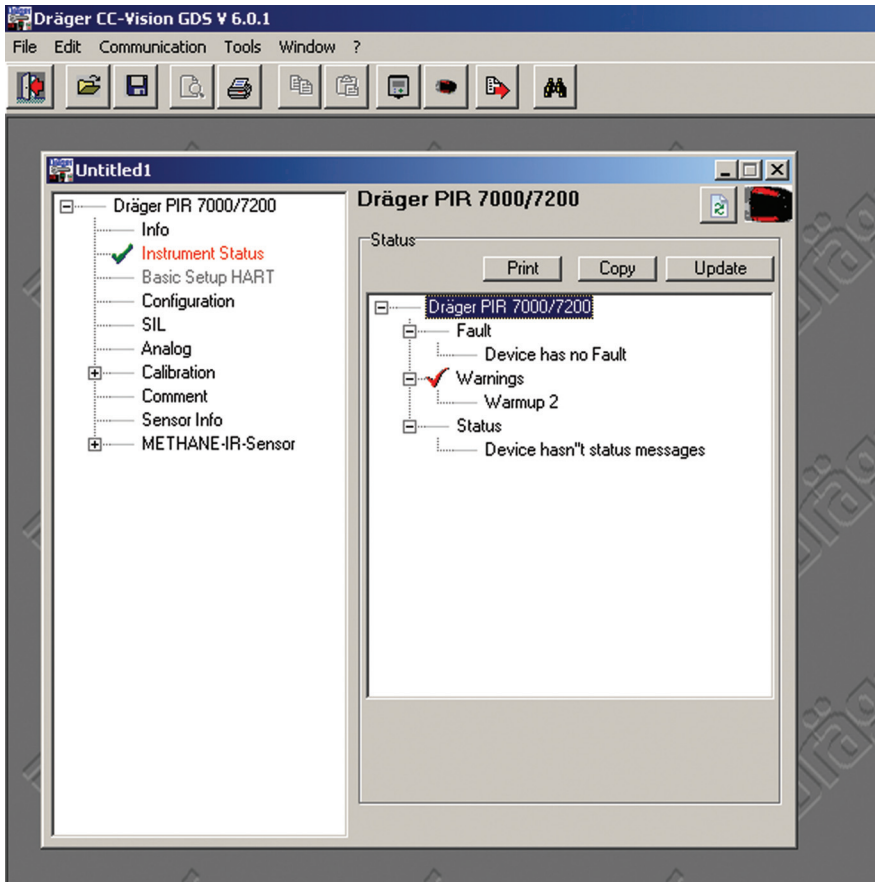 Dräger CC-Vision GDS V 6.0.1
File Edit Communication Tools Window ?
Untitled1
Dräger PIR 7000/7200
Info
Instrument Status
Basic Setup HART
Configuration
SIL
Analog
Calibration
Comment
Sensor Info
METHANE-IR-Sensor
Dräger PIR 7000/7200
Status
Print Copy Update
Dräger PIR 7000/7200
Fault
Device has no Fault
Warnings
Warmup 2
Status
Device hasn"t status messages